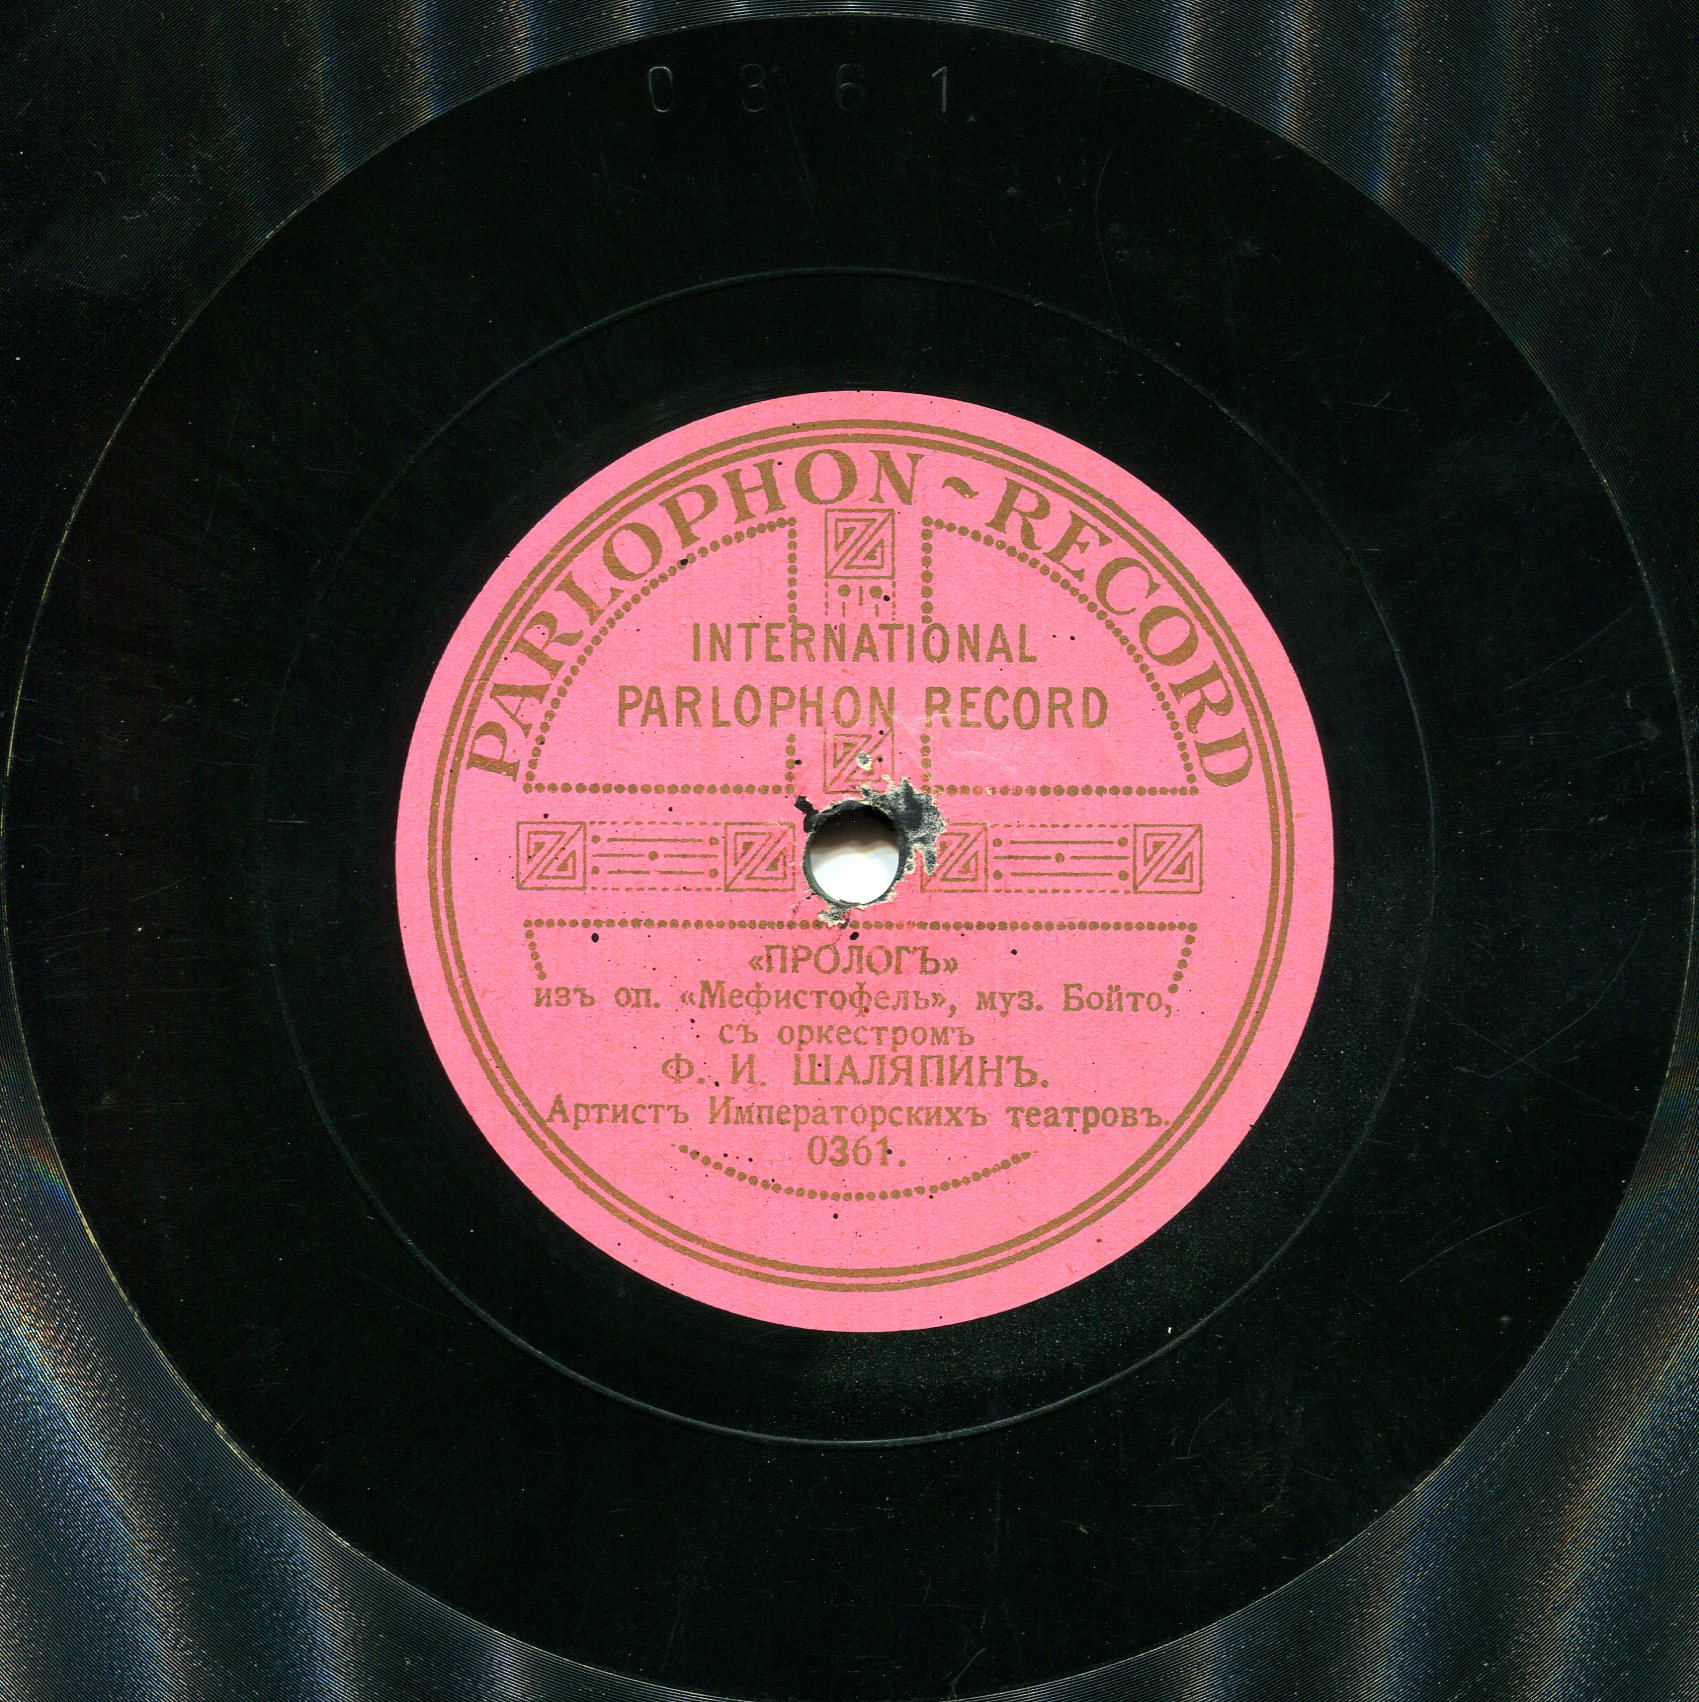 0361
PARLOPHON ~ RECORD
INTERNATIONAL
PARLOPHON RECORD
«ПРОЛОГЪ»
изъ оп. «Мефистофель», муз. Бойто,
съ оркестромъ
Ф. И. ШАЛЯПИНЪ.
Артистъ Императорскихъ театровъ.
0361.